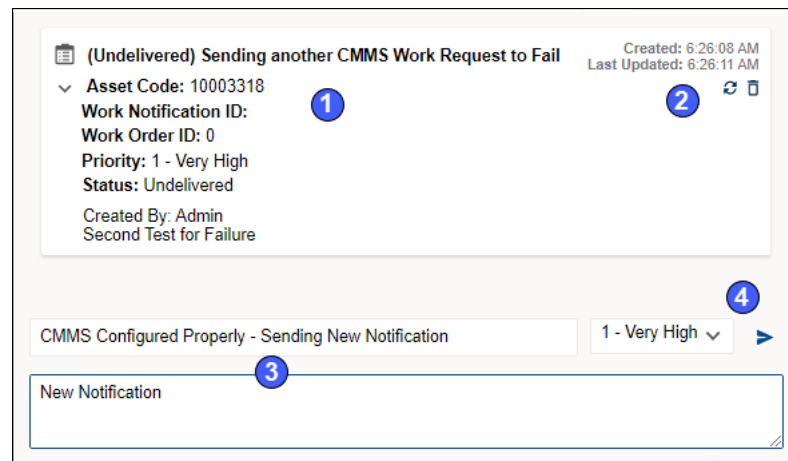 (Undelivered) Sending another CMMS Work Request to Fail
Created: 6:26:08 AM
Last Updated: 6:26:11 AM
Asset Code: 10003318
1
2
Work Notification ID:
Work Order ID: 0
Priority: 1 - Very High
Status: Undelivered
Created By: Admin
Second Test for Failure
4
CMMS Configured Properly - Sending New Notification
1 - Very High
3
New Notification